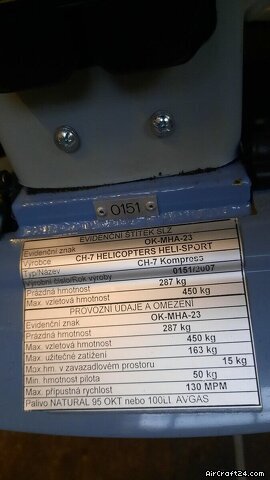 0151
EVIDENČNÍ ŠTÍTEK SLZ
Evidenční znak OK-MHA-23
Výrobce CH-7 HELICOPTERS HELI-SPORT
Typ/Název CH-7 Kompress
Výrobní číslo/Rok výroby 0151/2007
Prázdná hmotnost 287 kg
Max. vzletová hmotnost 450 kg
PROVOZNÍ ÚDAJE A OMEZENÍ
Evidenční znak OK-MHA-23
Prázdná hmotnost 287 kg
Max. vzletová hmotnost 450 kg
Max. užitečné zatížení 163 kg
Max hm. v zavazadlovém prostoru 15 kg
Min. hmotnost pilota 50 kg
Max. přípustná rychlost 130 MPM
Palivo NATURAL 95 OKT nebo 100LL AVGAS
AirCraft24.com